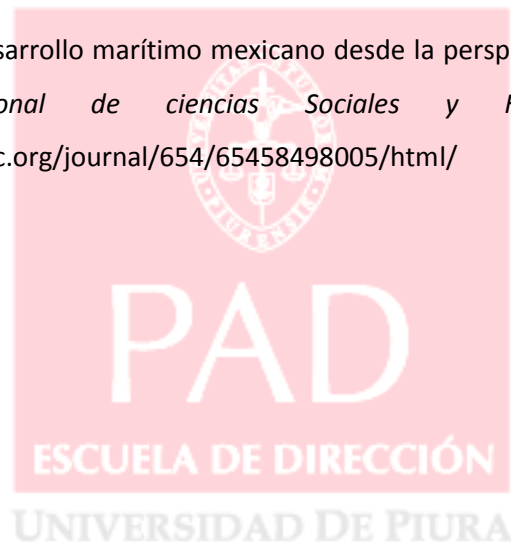 sarrollo marítimo mexicano desde la persp
onal de ciencias Sociales y
c.org/journal/654/65458498005/html/
PAD
ESCUELA DE DIRECCIÓN
UNIVERSIDAD DE PIURA